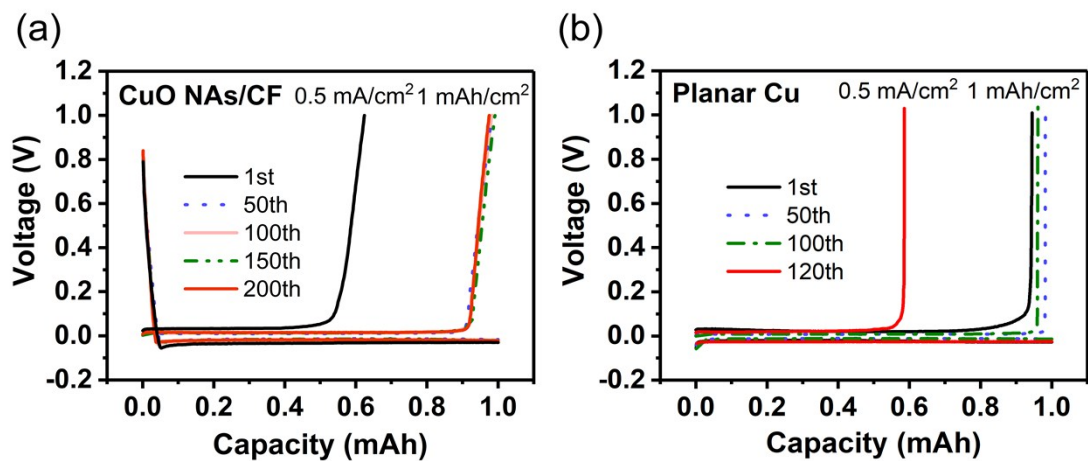 (a)
CuO NAs/CF 0.5 mA/cm² 1 mAh/cm²
1st
50th
100th
150th
200th
Voltage (V)
1.2
1.0
0.8
0.6
0.4
0.2
0.0
-0.2
0.0 0.2 0.4 0.6 0.8 1.0
Capacity (mAh)
(b)
Planar Cu 0.5 mA/cm² 1 mAh/cm²
1st
50th
100th
120th
Voltage (V)
1.2
1.0
0.8
0.6
0.4
0.2
0.0
-0.2
0.0 0.2 0.4 0.6 0.8 1.0
Capacity (mAh)